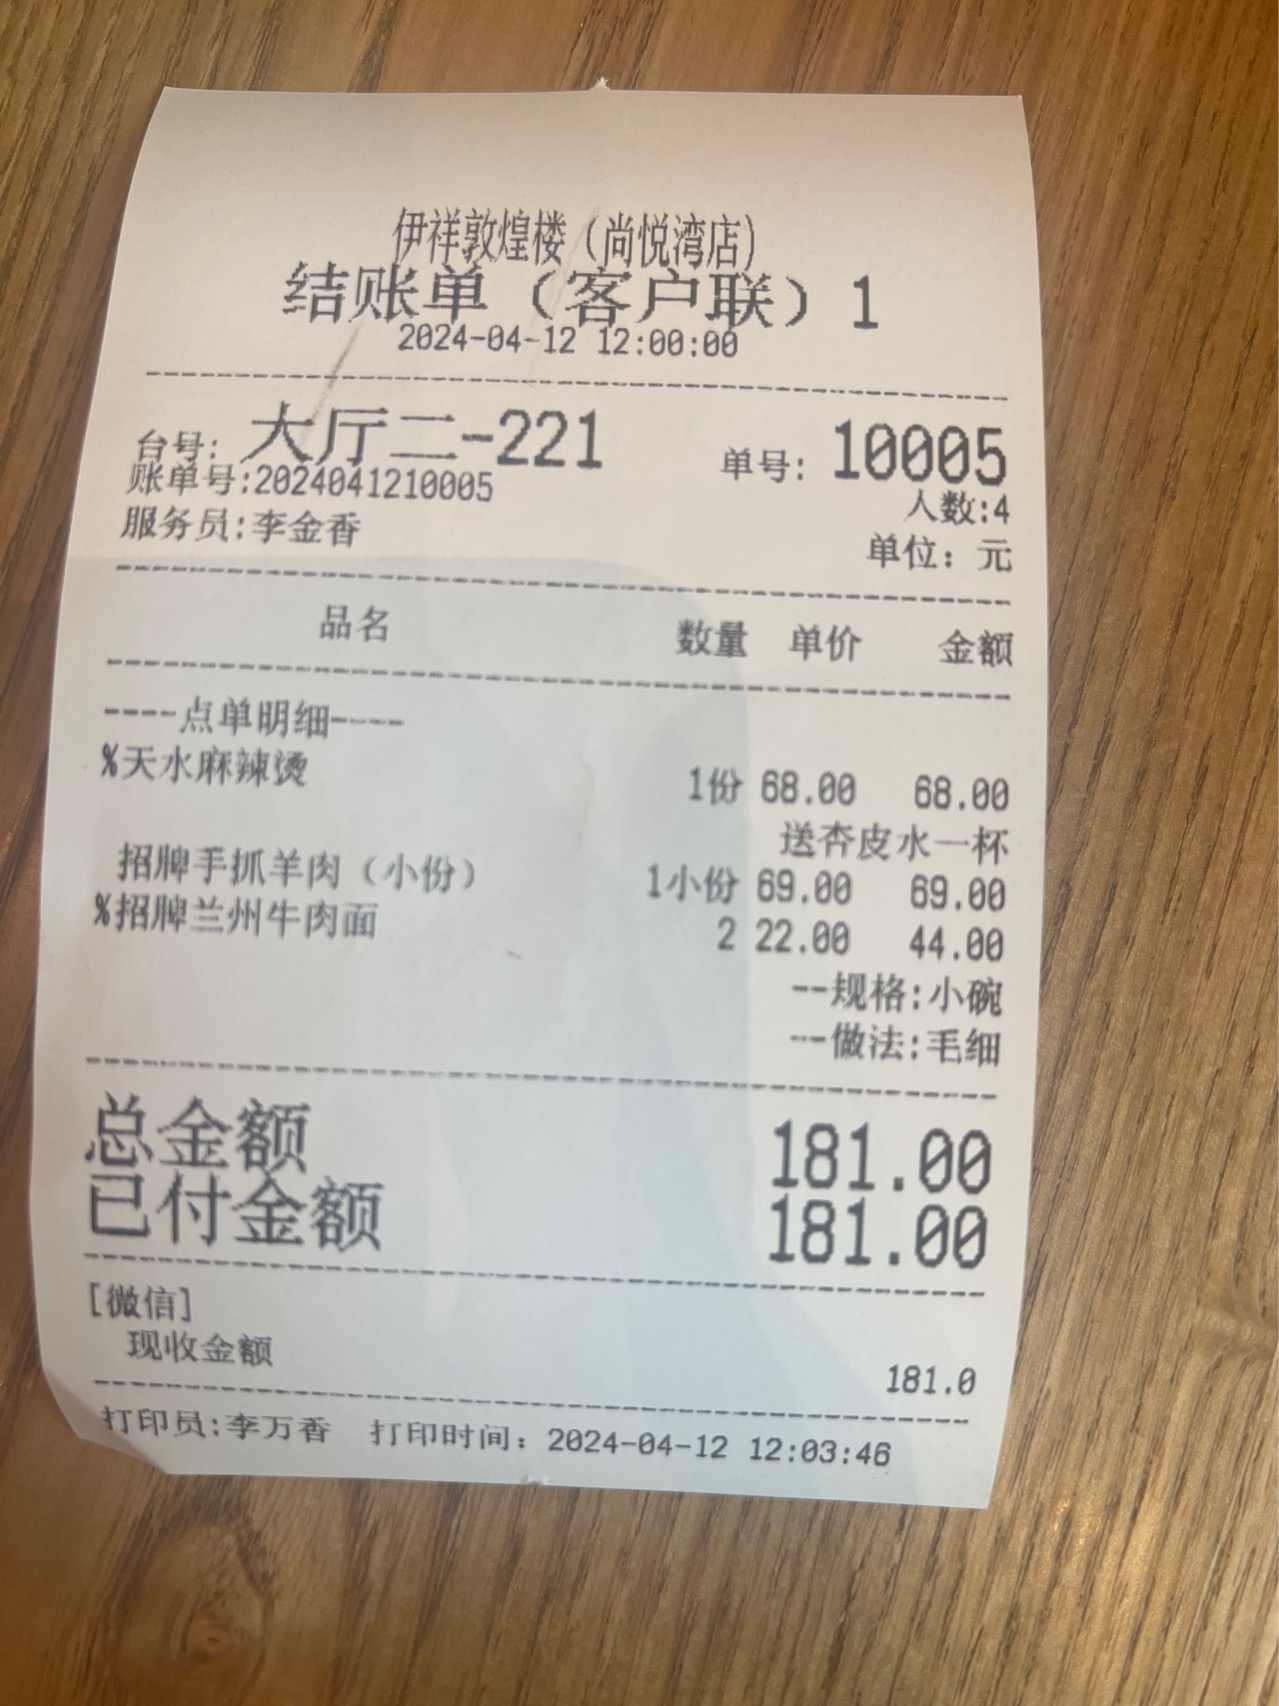 伊祥敦煌楼（尚悦湾店）
结账单（客户联）1
2024-04-12 12:00:00
台号: 大厅二-221 单号: 10005
账单号:2024041210005 人数:4
服务员:李金香 单位: 元
品名 数量 单价 金额
----点单明细----
%天水麻辣烫 1份 68.00 68.00
送杏皮水一杯
招牌手抓羊肉（小份） 1小份 69.00 69.00
%招牌兰州牛肉面 2 22.00 44.00
--规格:小碗
--做法:毛细
总金额 181.00
已付金额 181.00
[微信]
现收金额 181.0
打印员:李万香 打印时间: 2024-04-12 12:03:46